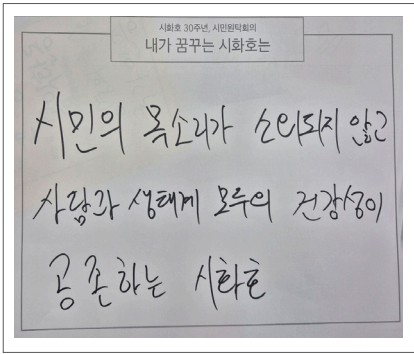 시화호 30주년, 시민원탁회의
내가 꿈꾸는 시화호는
시민의 목소리가 소외되지 않고
사람과 생태계 모두의 건강성이
공존하는 시화호